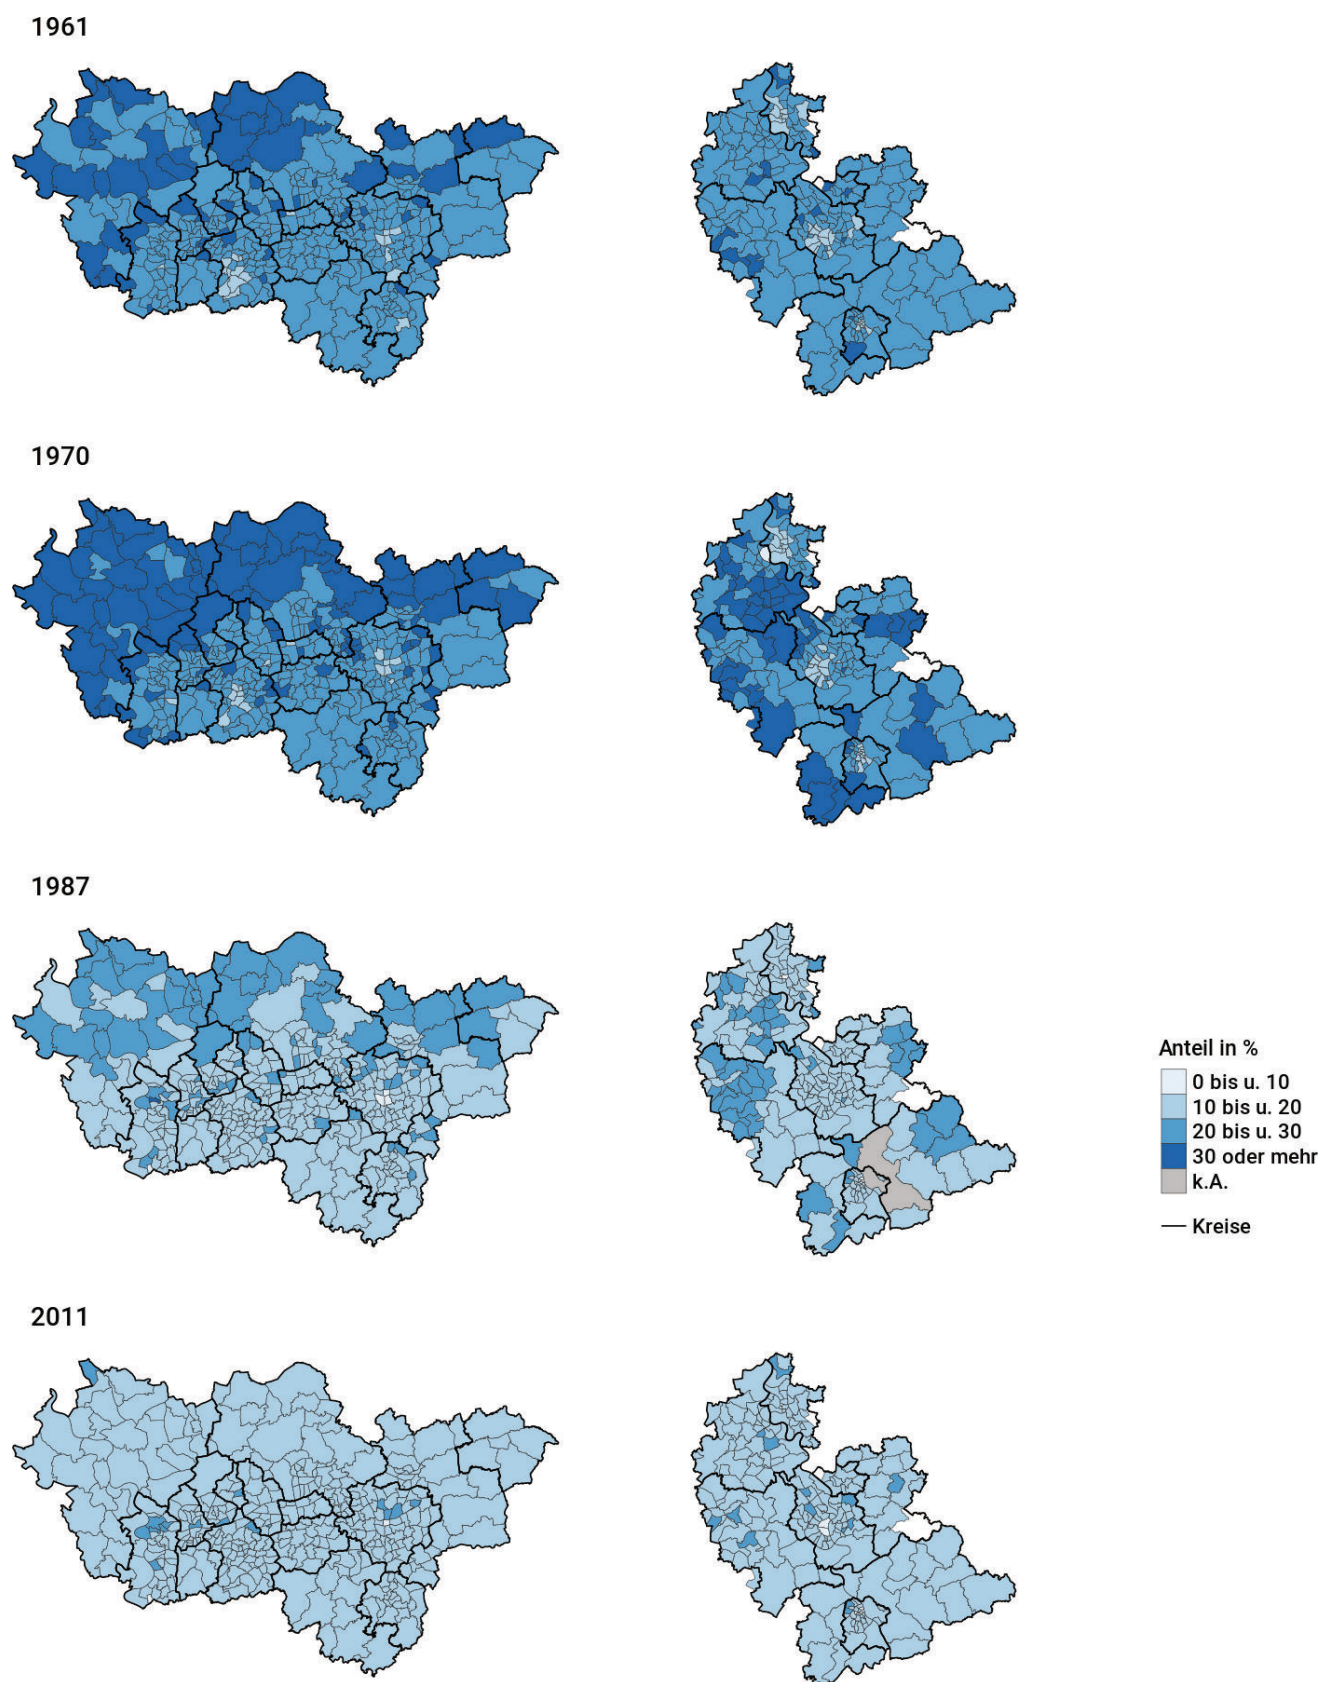 1961
1970
1987
Anteil in %
0 bis u. 10
10 bis u. 20
20 bis u. 30
30 oder mehr
k.A.
Kreise
2011